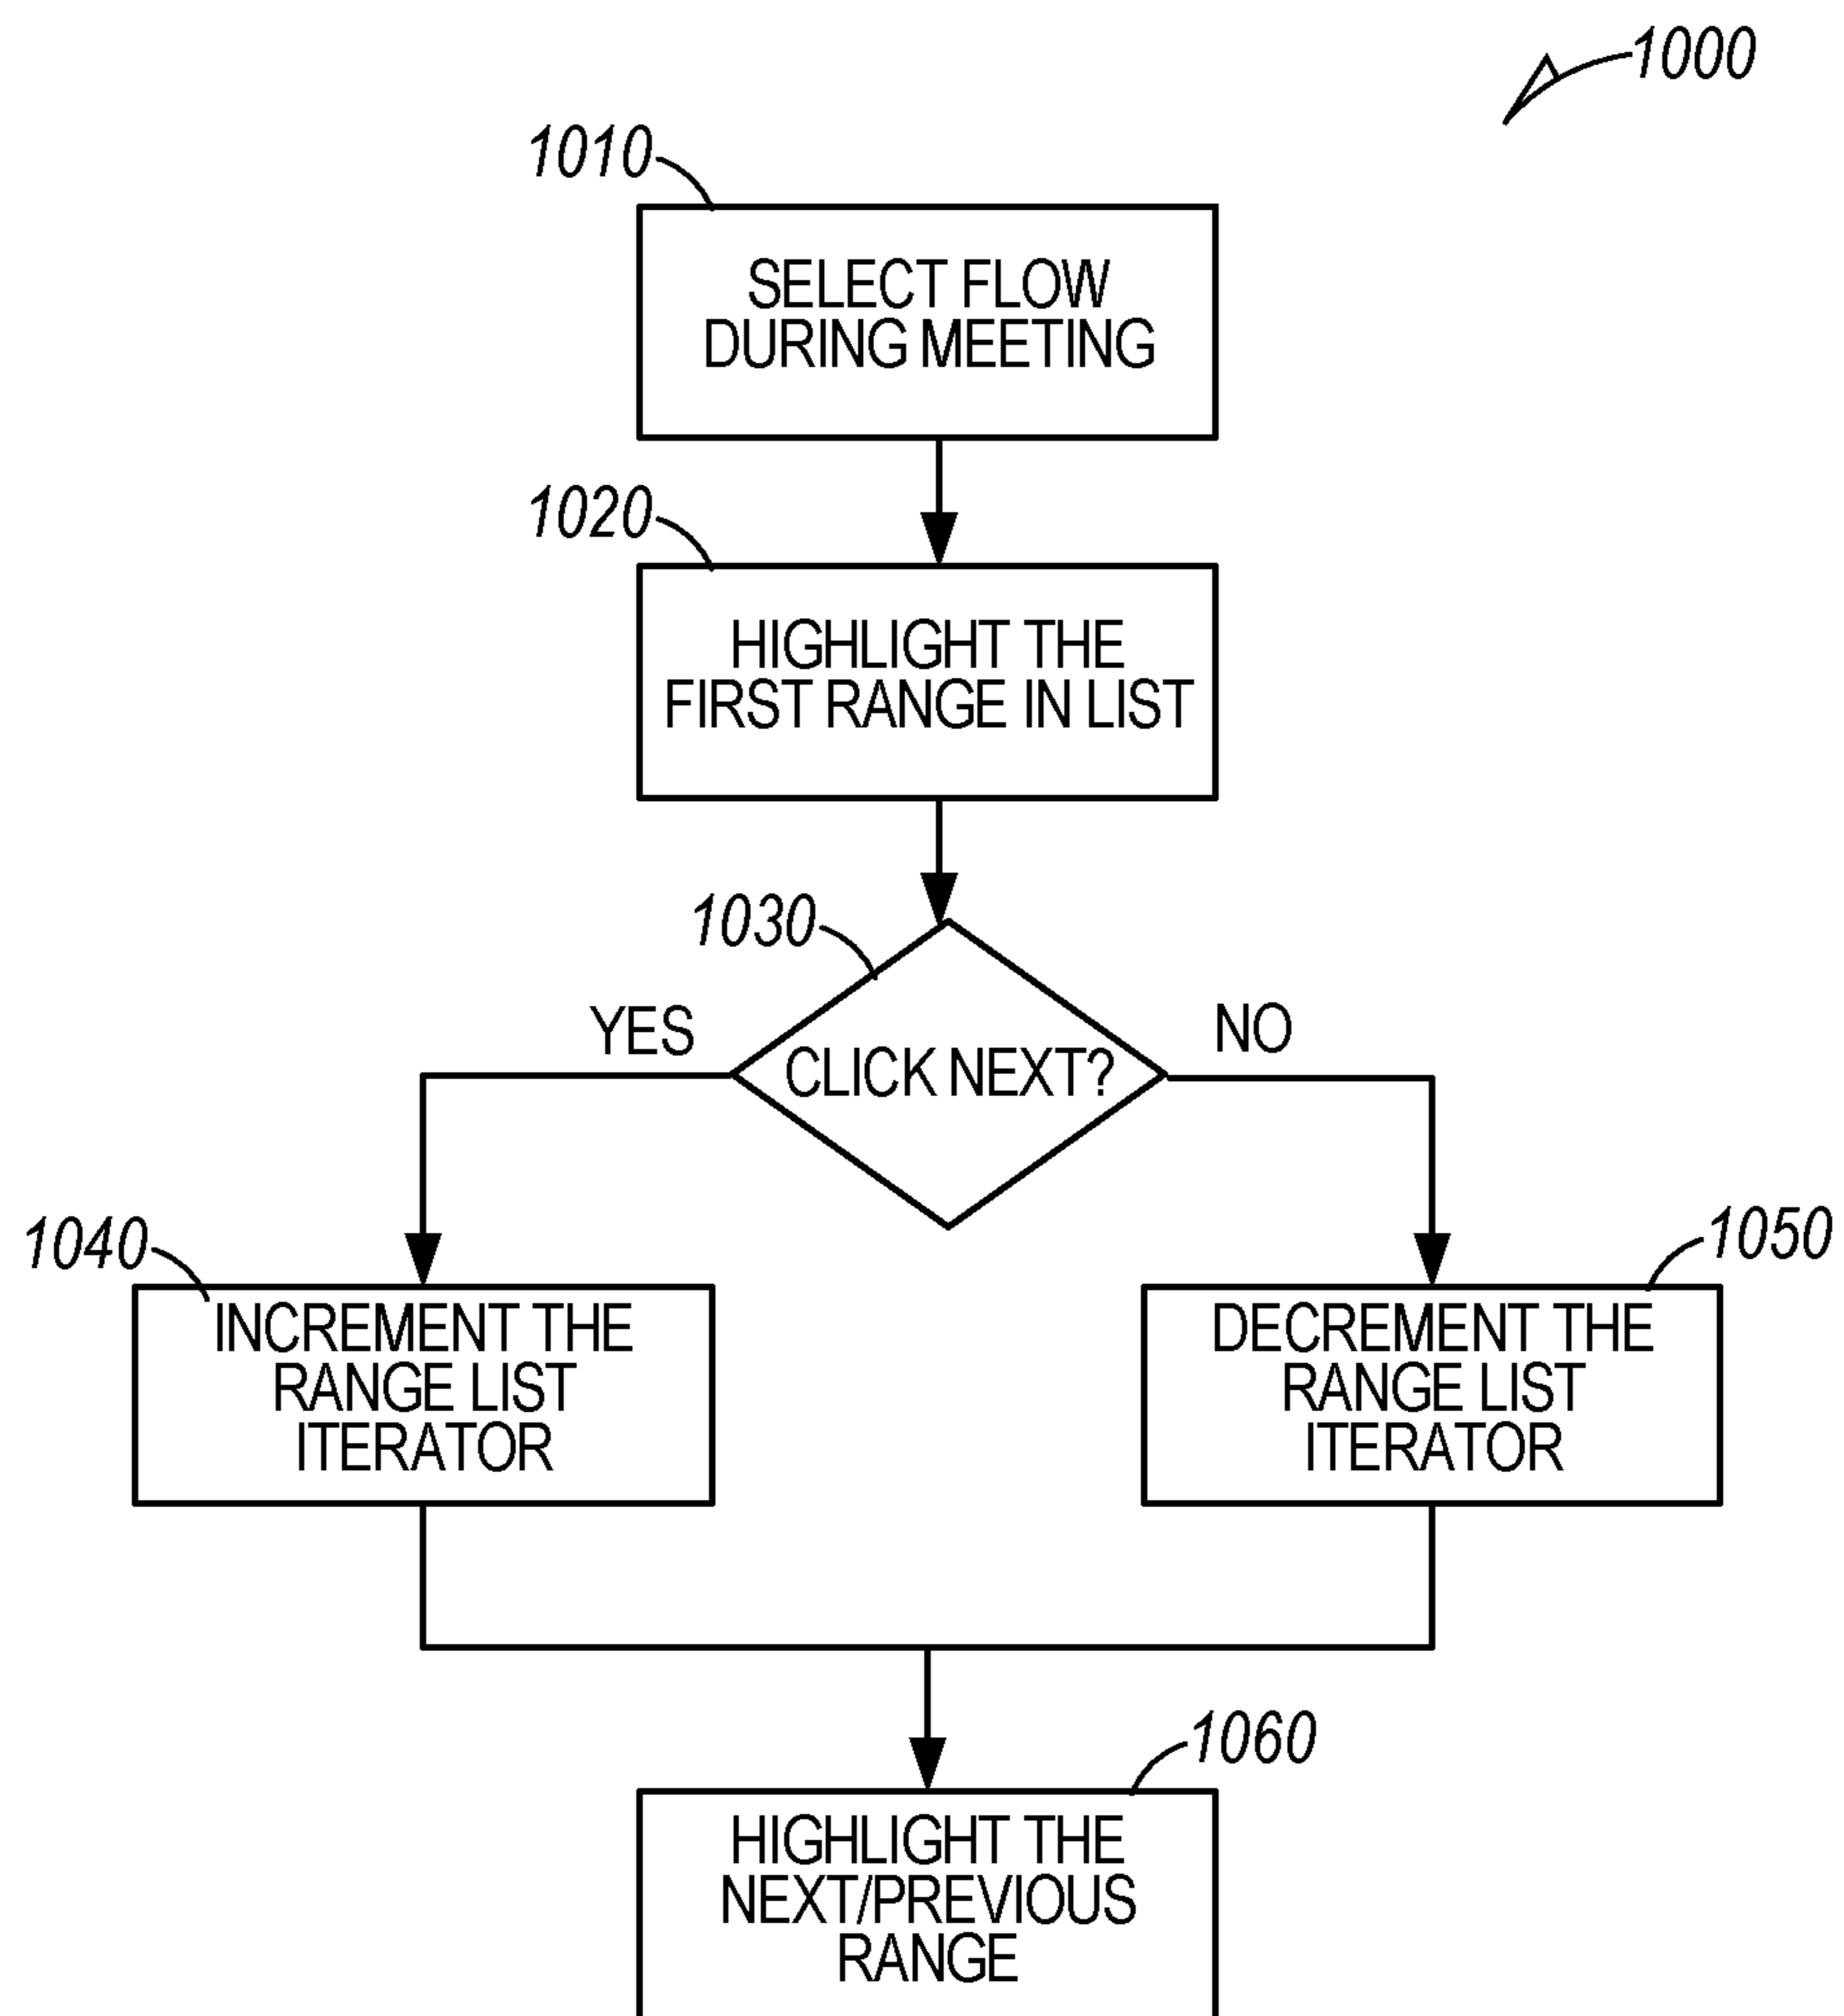 1000
1010
SELECT FLOW
DURING MEETING
1020
HIGHLIGHT THE
FIRST RANGE IN LIST
1030
YES
CLICK NEXT?
NO
1040
INCREMENT THE
RANGE LIST
ITERATOR
1050
DECREMENT THE
RANGE LIST
ITERATOR
1060
HIGHLIGHT THE
NEXT/PREVIOUS
RANGE